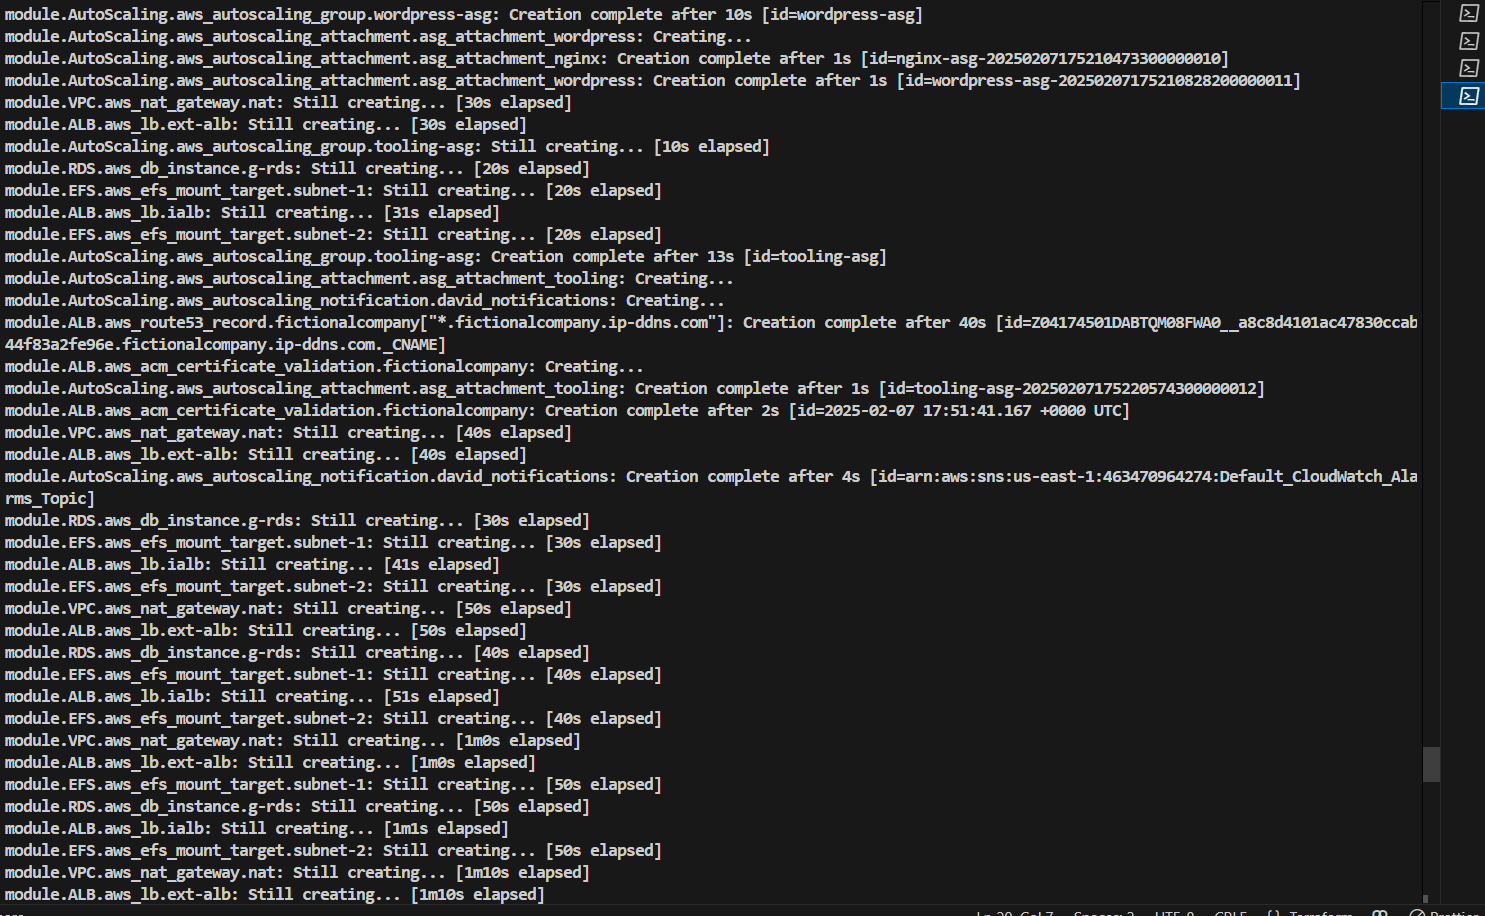 module.AutoScaling.aws_autoscaling_group.wordpress-asg: Creation complete after 10s [id=wordpress-asg]
module.AutoScaling.aws_autoscaling_attachment.asg_attachment_wordpress: Creating...
module.AutoScaling.aws_autoscaling_attachment.asg_attachment_nginx: Creation complete after 1s [id=nginx-asg-20250207175210473300000010]
module.AutoScaling.aws_autoscaling_attachment.asg_attachment_wordpress: Creation complete after 1s [id=wordpress-asg-20250207175210828200000011]
module.VPC.aws_nat_gateway.nat: Still creating... [30s elapsed]
module.ALB.aws_lb.ext-alb: Still creating... [30s elapsed]
module.AutoScaling.aws_autoscaling_group.tooling-asg: Still creating... [10s elapsed]
module.RDS.aws_db_instance.g-rds: Still creating... [20s elapsed]
module.EFS.aws_efs_mount_target.subnet-1: Still creating... [20s elapsed]
module.ALB.aws_lb.ialb: Still creating... [31s elapsed]
module.EFS.aws_efs_mount_target.subnet-2: Still creating... [20s elapsed]
module.AutoScaling.aws_autoscaling_group.tooling-asg: Creation complete after 13s [id=tooling-asg]
module.AutoScaling.aws_autoscaling_attachment.asg_attachment_tooling: Creating...
module.AutoScaling.aws_autoscaling_notification.david_notifications: Creating...
module.ALB.aws_route53_record.fictionalcompany["*.fictionalcompany.ip-ddns.com"]: Creation complete after 40s [id=Z04174501DABTQM08FWA0__a8c8d4101ac47830ccab
44f83a2fe96e.fictionalcompany.ip-ddns.com._CNAME]
module.ALB.aws_acm_certificate_validation.fictionalcompany: Creating...
module.AutoScaling.aws_autoscaling_attachment.asg_attachment_tooling: Creation complete after 1s [id=tooling-asg-20250207175220574300000012]
module.ALB.aws_acm_certificate_validation.fictionalcompany: Creation complete after 2s [id=2025-02-07 17:51:41.167 +0000 UTC]
module.VPC.aws_nat_gateway.nat: Still creating... [40s elapsed]
module.ALB.aws_lb.ext-alb: Still creating... [40s elapsed]
module.AutoScaling.aws_autoscaling_notification.david_notifications: Creation complete after 4s [id=arn:aws:sns:us-east-1:463470964274:Default_CloudWatch_Ala
rms_Topic]
module.RDS.aws_db_instance.g-rds: Still creating... [30s elapsed]
module.EFS.aws_efs_mount_target.subnet-1: Still creating... [30s elapsed]
module.ALB.aws_lb.ialb: Still creating... [41s elapsed]
module.EFS.aws_efs_mount_target.subnet-2: Still creating... [30s elapsed]
module.VPC.aws_nat_gateway.nat: Still creating... [50s elapsed]
module.ALB.aws_lb.ext-alb: Still creating... [50s elapsed]
module.RDS.aws_db_instance.g-rds: Still creating... [40s elapsed]
module.EFS.aws_efs_mount_target.subnet-1: Still creating... [40s elapsed]
module.ALB.aws_lb.ialb: Still creating... [51s elapsed]
module.EFS.aws_efs_mount_target.subnet-2: Still creating... [40s elapsed]
module.VPC.aws_nat_gateway.nat: Still creating... [1m0s elapsed]
module.ALB.aws_lb.ext-alb: Still creating... [1m0s elapsed]
module.EFS.aws_efs_mount_target.subnet-1: Still creating... [50s elapsed]
module.RDS.aws_db_instance.g-rds: Still creating... [50s elapsed]
module.ALB.aws_lb.ialb: Still creating... [1m1s elapsed]
module.EFS.aws_efs_mount_target.subnet-2: Still creating... [50s elapsed]
module.VPC.aws_nat_gateway.nat: Still creating... [1m10s elapsed]
module.ALB.aws_lb.ext-alb: Still creating... [1m10s elapsed]